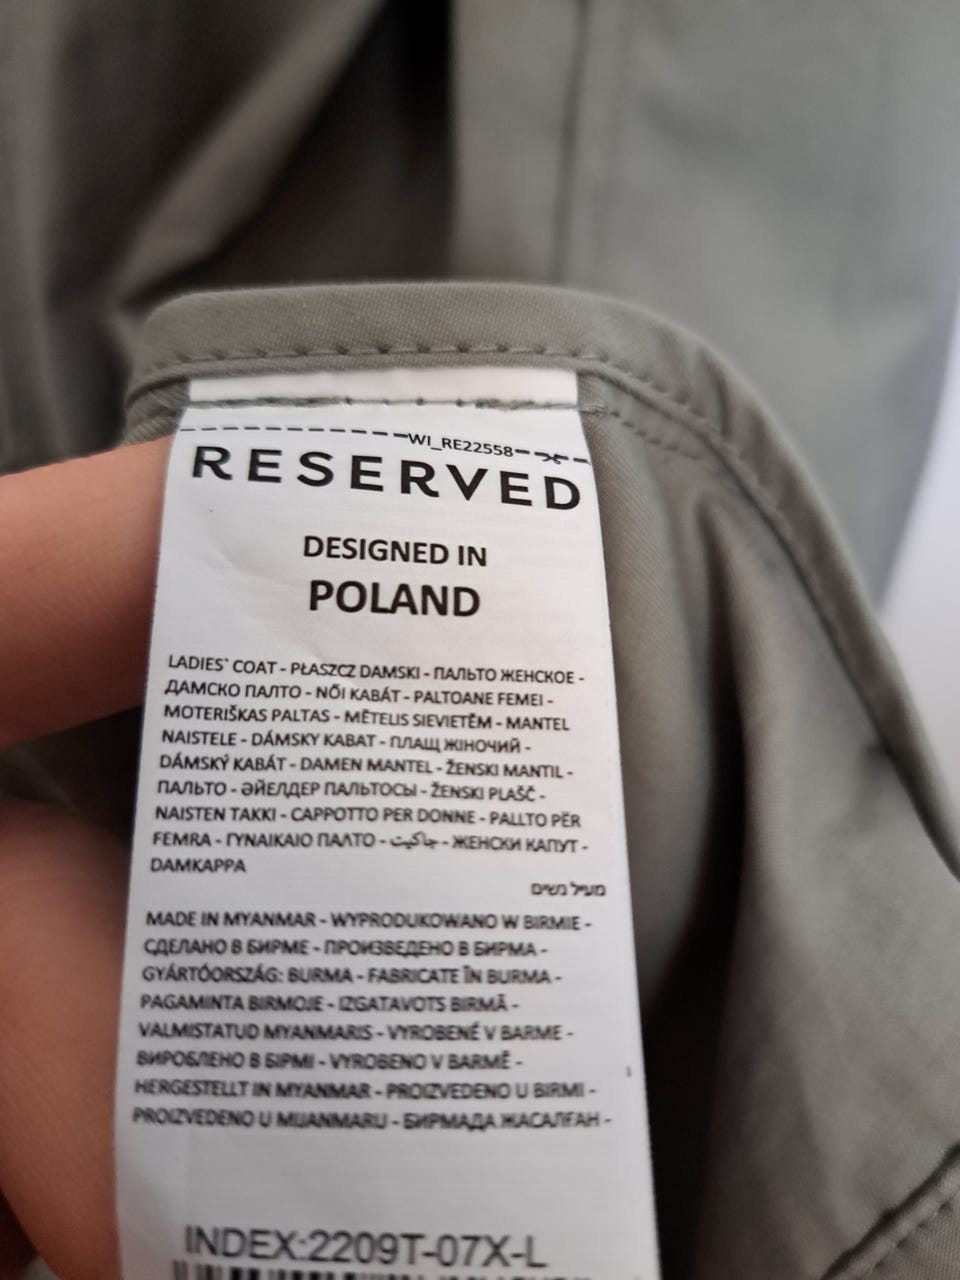 WI_RE22558
RESERVED
DESIGNED IN
POLAND
LADIES` COAT - PŁASZCZ DAMSKI - ПАЛЬТО ЖЕНСКОЕ -
ДАМСКО ПАЛТО - NŐI KABÁT - PALTOANE FEMEI -
MOTERIŠKAS PALTAS - MĒTELIS SIEVIETĒM - MANTEL
NAISTELE - DÁMSKY KABAT - ПЛАЩ ЖІНОЧИЙ -
DÁMSKÝ KABÁT - DAMEN MANTEL - ŽENSKI MANTIL -
ПАЛЬТО - ӘЙЕЛДЕР ПАЛЬТОСЫ - ŽENSKI PLAŠČ -
NAISTEN TAKKI - CAPPOTTO PER DONNE - PALLTO PËR
FEMRA - ΓΥΝΑΙΚΑΙΟ ΠΑΛΤΟ - جاكيت - ЖЕНСКИ КАПУТ -
DAMKAPPA
מעיל נשים
MADE IN MYANMAR - WYPRODUKOWANO W BIRMIE -
СДЕЛАНО В БИРМЕ - ПРОИЗВЕДЕНО В БИРМА -
GYÁRTÓORSZÁG: BURMA - FABRICATE ÎN BURMA -
PAGAMINTA BIRMOJE - IZGATAVOTS BIRMĀ -
VALMISTATUD MYANMARIS - VYROBENÉ V BARME -
ВИРОБЛЕНО В БІРМІ - VYROBENO V BARMĚ -
HERGESTELLT IN MYANMAR - PROIZVEDENO U BIRMI -
PROIZVEDENO U MIJANMARU - БИРМАДА ЖАСАЛҒАН -
INDEX:2209T-07X-L